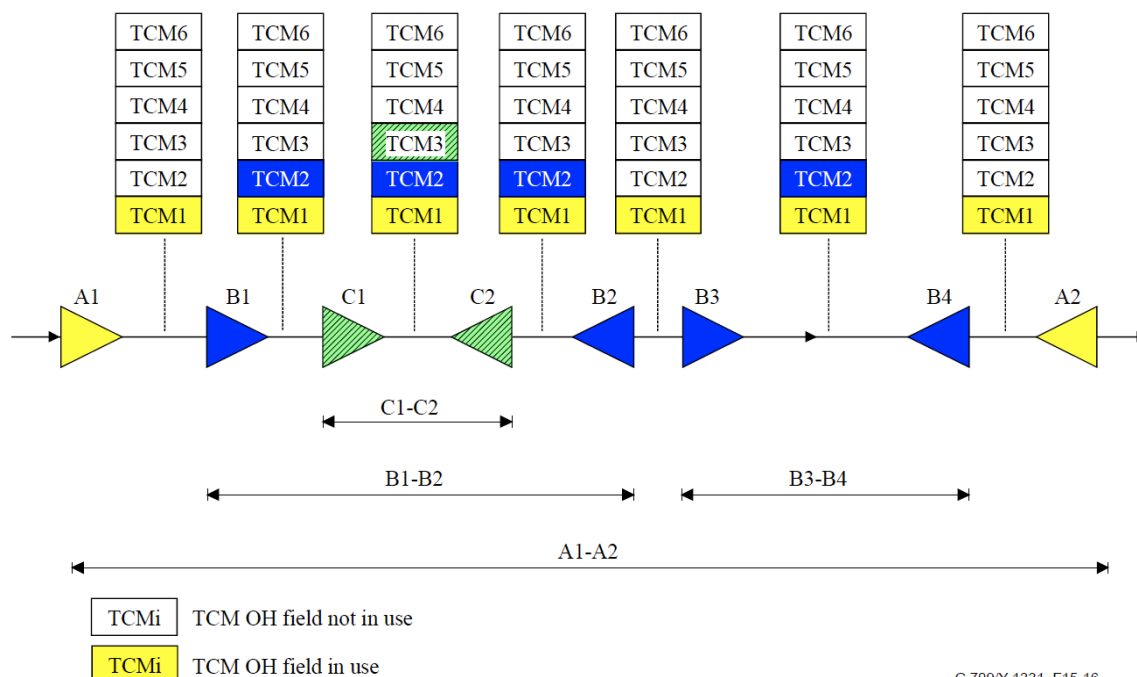 TCM6 TCM6 TCM6 TCM6 TCM6 TCM6 TCM6
TCM5 TCM5 TCM5 TCM5 TCM5 TCM5 TCM5
TCM4 TCM4 TCM4 TCM4 TCM4 TCM4 TCM4
TCM3 TCM3 TCM3 TCM3 TCM3 TCM3 TCM3
TCM2 TCM2 TCM2 TCM2 TCM2 TCM2 TCM2
TCM1 TCM1 TCM1 TCM1 TCM1 TCM1 TCM1
A1 B1 C1 C2 B2 B3 B4 A2
C1-C2
B1-B2 B3-B4
A1-A2
TCMi TCM OH field not in use
TCMi TCM OH field in use